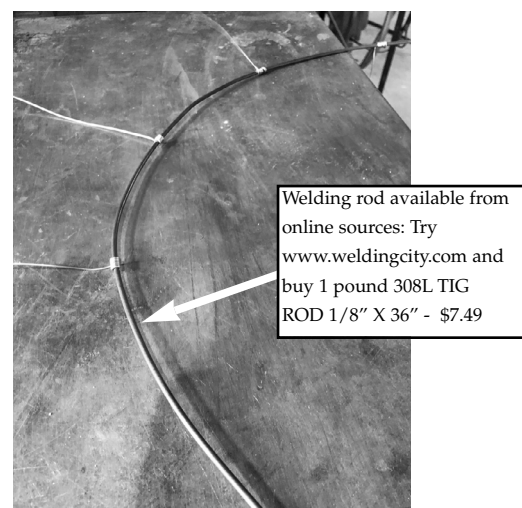 Welding rod available from
online sources: Try
www.weldingcity.com and
buy 1 pound 308L TIG
ROD 1/8” X 36” -  $7.49